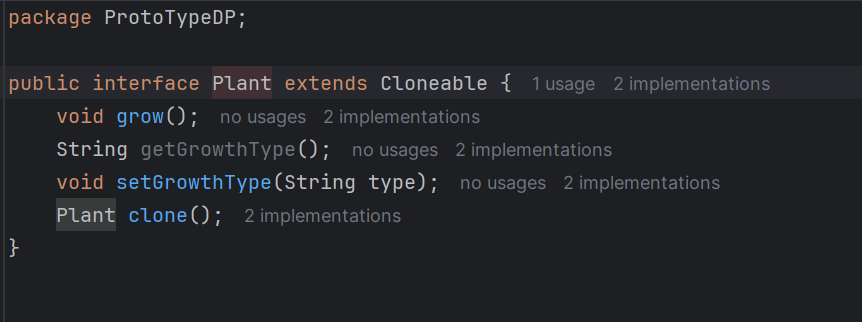 package ProtoTypeDP;
public interface Plant extends Cloneable { 1 usage 2 implementations
void grow(); no usages 2 implementations
String getGrowthType(); no usages 2 implementations
void setGrowthType(String type); no usages 2 implementations
Plant clone(); 2 implementations
}